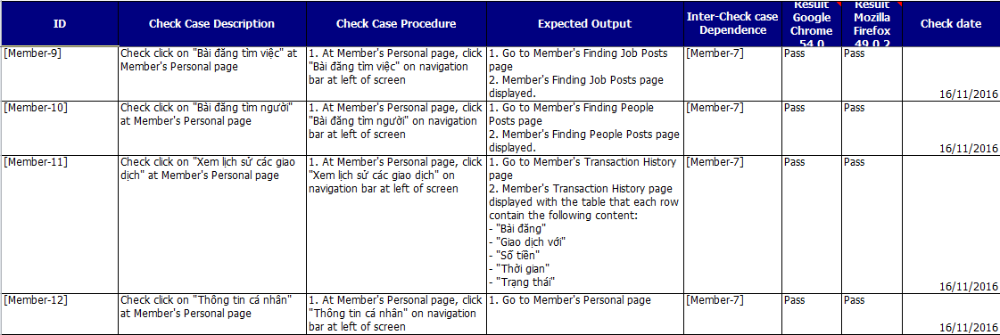 ID
Check Case Description
Check Case Procedure
Expected Output
Inter-Check case
Dependence
Result
Google
Chrome
54.0
Result
Mozilla
Firefox
49.0.2
Check date
[Member-9]
Check click on "Bài đăng tìm việc" at
Member's Personal page
1. At Member's Personal page, click
"Bài đăng tìm việc" on navigation
bar at left of screen
1. Go to Member's Finding Job Posts
page
2. Member's Finding Job Posts page
displayed.
[Member-7]
Pass
Pass
16/11/2016
[Member-10]
Check click on "Bài đăng tìm người"
at Member's Personal page
1. At Member's Personal page, click
"Bài đăng tìm người" on navigation
bar at left of screen
1. Go to Member's Finding People
Posts page
2. Member's Finding People Posts page
displayed.
[Member-7]
Pass
Pass
16/11/2016
[Member-11]
Check click on "Xem lịch sử các giao
dịch" at Member's Personal page
1. At Member's Personal page, click
"Xem lịch sử các giao dịch" on
navigation bar at left of screen
1. Go to Member's Transaction History
page
2. Member's Transaction History page
displayed with the table that each row
contain the following content:
- "Bài đăng"
- "Giao dịch với"
- "Số tiền"
- "Thời gian"
- "Trạng thái"
[Member-7]
Pass
Pass
16/11/2016
[Member-12]
Check click on "Thông tin cá nhân"
at Member's Personal page
1. At Member's Personal page, click
"Thông tin cá nhân" on navigation
bar at left of screen
1. Go to Member's Personal page
[Member-7]
Pass
Pass
16/11/2016